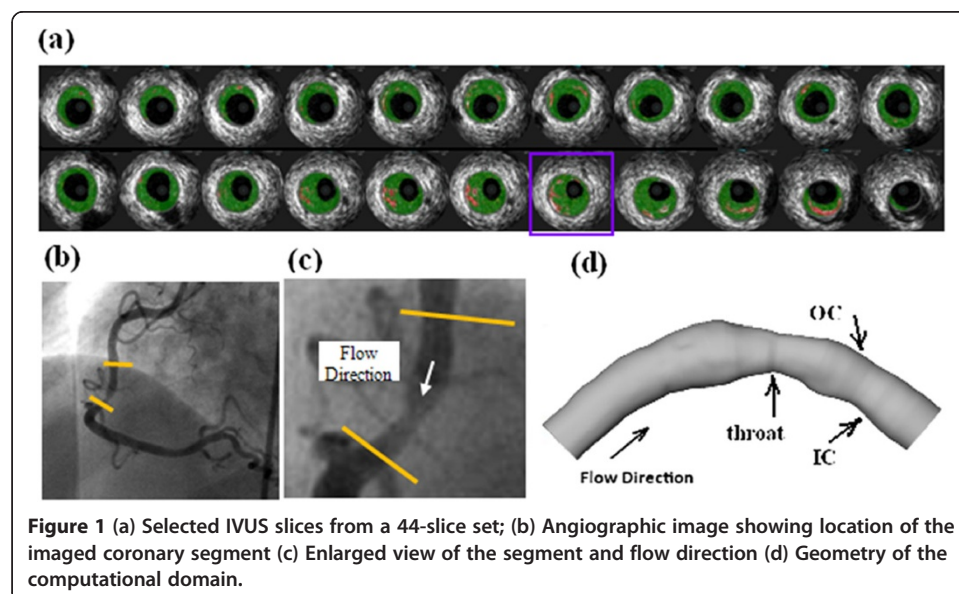 (a)
(b)
(c)
(d)
Flow
Direction
OC
throat
IC
Flow Direction
Figure 1 (a) Selected IVUS slices from a 44-slice set; (b) Angiographic image showing location of the
imaged coronary segment (c) Enlarged view of the segment and flow direction (d) Geometry of the
computational domain.